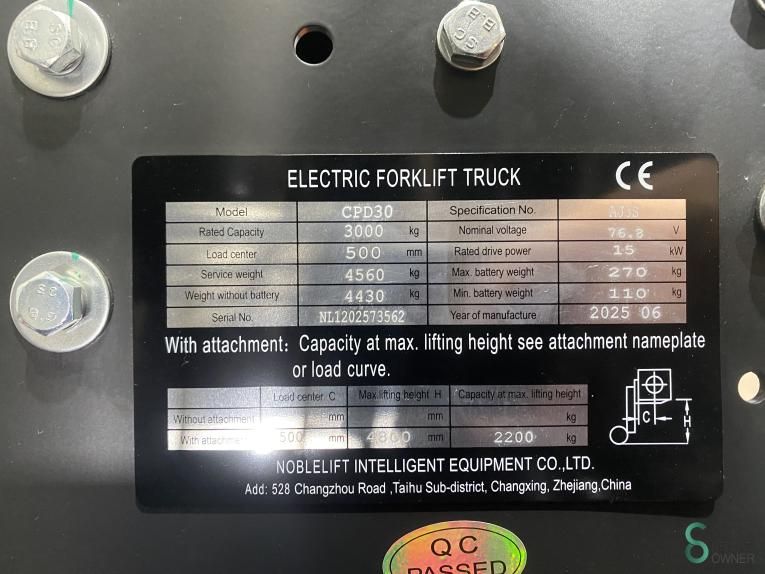 ELECTRIC FORKLIFT TRUCK CE
Model CPD30 Specification No.
Rated Capacity 3000 kg Nominal voltage 76.8 V
Load center 500 mm Rated drive power 15 kW
Service weight 4560 kg Max. battery weight 270 kg
Weight without battery 4430 kg Min. battery weight 110 kg
Serial No. NL1202573562 Year of manufacture 2025 06
With attachment: Capacity at max. lifting height see attachment nameplate
or load curve.
Load center C Max.lifting height H Capacity at max. lifting height
Without attachment mm mm kg
With attachment 500 mm 4800 mm 2200 kg
C H
NOBLELIFT INTELLIGENT EQUIPMENT CO.,LTD.
Add: 528 Changzhou Road ,Taihu Sub-district, Changxing, Zhejiang,China
QC
PASSED
OWNER